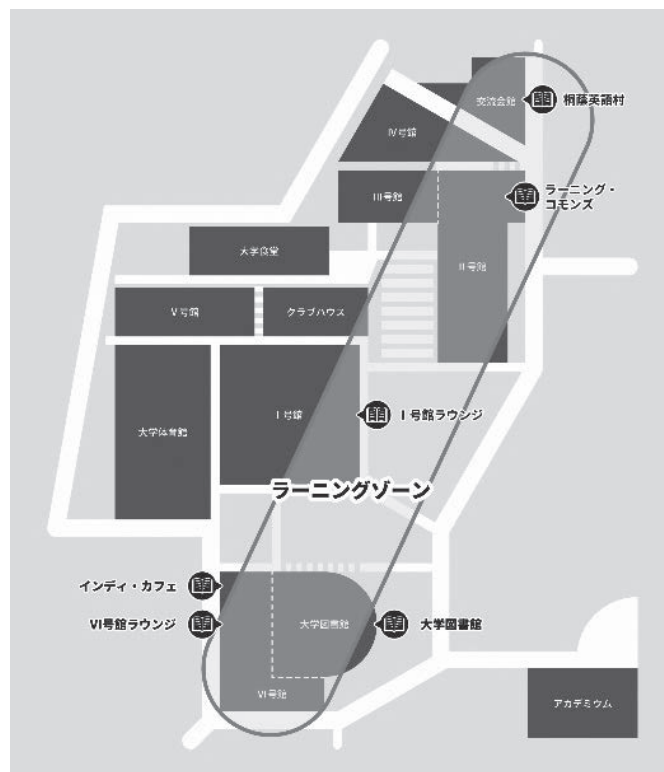 交流会館
桐蔭英語村
Ⅳ号館
ラーニング・
コモンズ
Ⅲ号館
大学食堂
Ⅱ号館
Ⅴ号館
クラブハウス
Ⅰ号館
Ⅰ号館ラウンジ
大学体育館
ラーニングゾーン
インディ・カフェ
Ⅵ号館ラウンジ
大学図書館
大学図書館
Ⅵ号館
アカデミウム